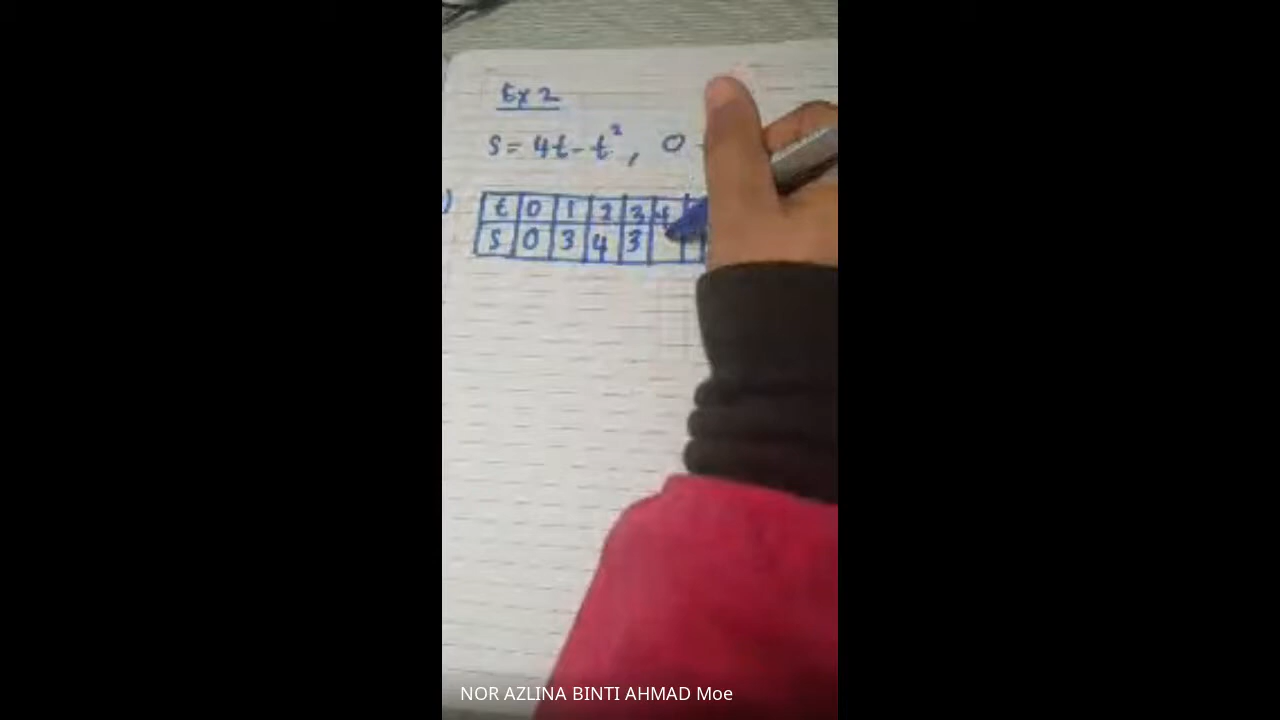 Ex 2
S = 4t - t², 0
) t 0 1 2 3 4
S 0 3 4 3
NOR AZLINA BINTI AHMAD Moe